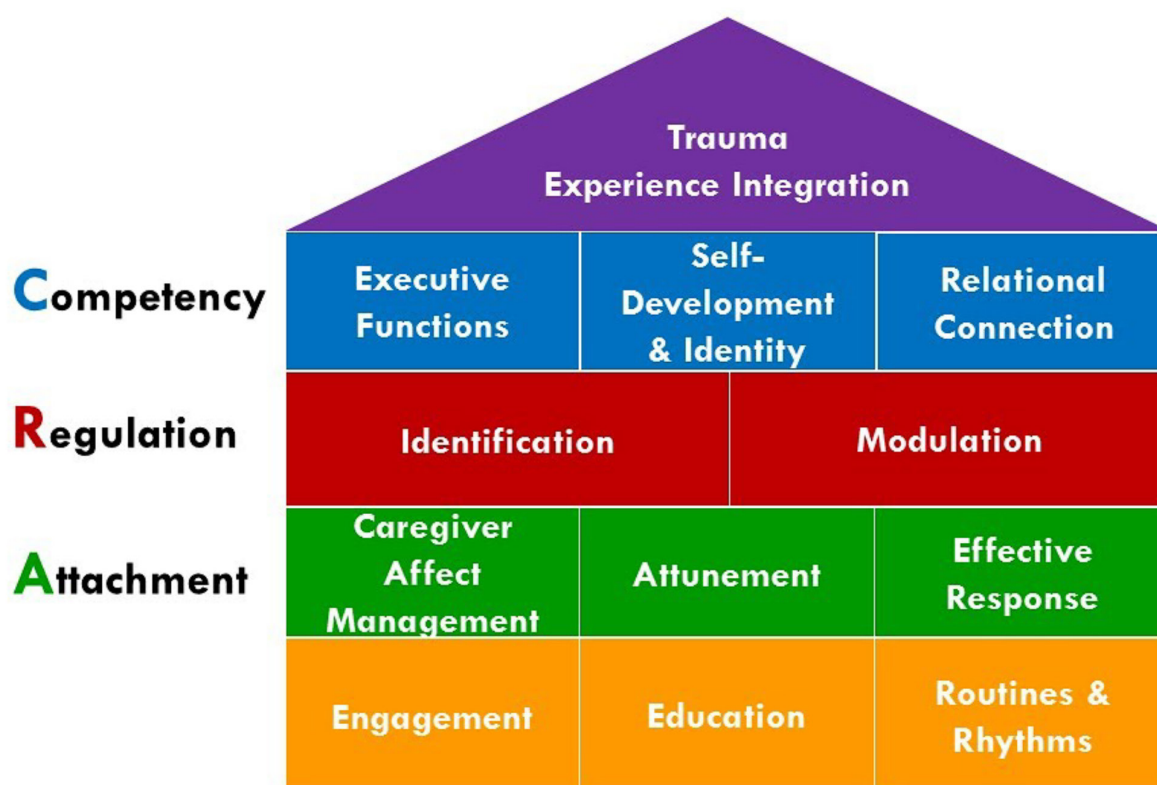 Trauma
Experience Integration
Competency
Executive
Functions
Self-
Development
& Identity
Relational
Connection
Regulation
Identification
Modulation
Attachment
Caregiver
Affect
Management
Attunement
Effective
Response
Engagement
Education
Routines &
Rhythms